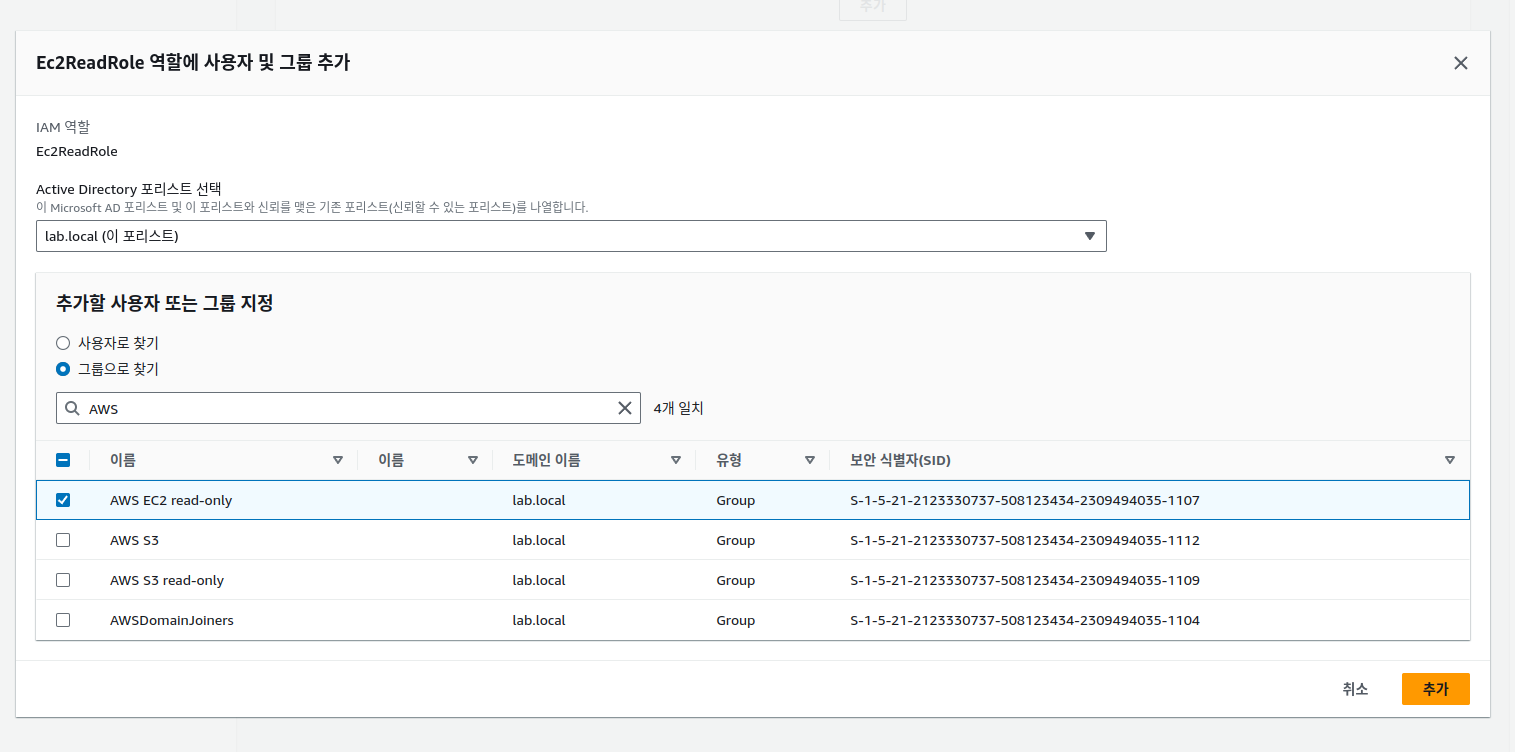 추가
Ec2ReadRole 역할에 사용자 및 그룹 추가
IAM 역할
Ec2ReadRole
Active Directory 포리스트 선택
이 Microsoft AD 포리스트 및 이 포리스트와 신뢰를 맺은 기존 포리스트(신뢰할 수 있는 포리스트)를 나열합니다.
lab.local (이 포리스트)
추가할 사용자 또는 그룹 지정
사용자로 찾기
그룹으로 찾기
AWS 4개 일치
이름 이름 도메인 이름 유형 보안 식별자(SID)
AWS EC2 read-only lab.local Group S-1-5-21-2123330737-508123434-2309494035-1107
AWS S3 lab.local Group S-1-5-21-2123330737-508123434-2309494035-1112
AWS S3 read-only lab.local Group S-1-5-21-2123330737-508123434-2309494035-1109
AWSDomainJoiners lab.local Group S-1-5-21-2123330737-508123434-2309494035-1104
취소 추가